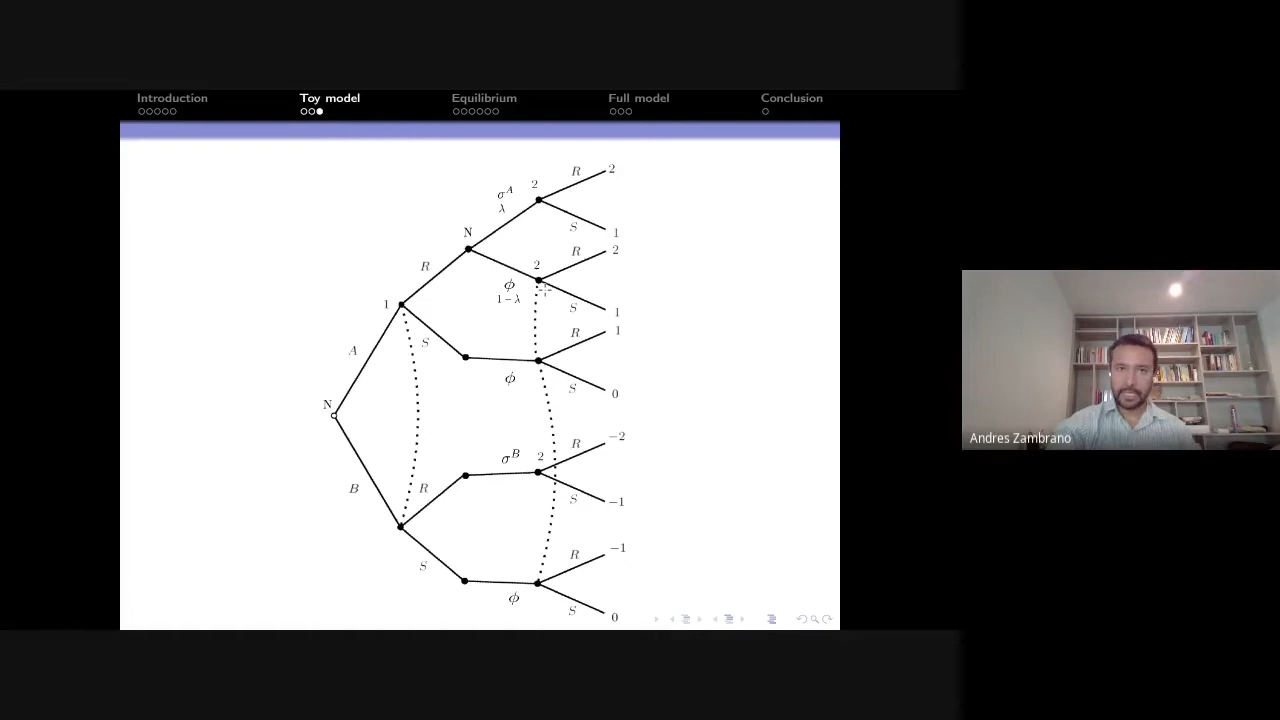 Introduction Toy model Equilibrium Full model Conclusion
R 2
2
σ^A
λ
S 1
N
R 2
2
R
ϕ
1 − λ
S 1
1
R 1
S
A
ϕ
S 0
N
R −2
σ^B 2
B
R
S −1
R −1
S
ϕ
S 0
Andres Zambrano